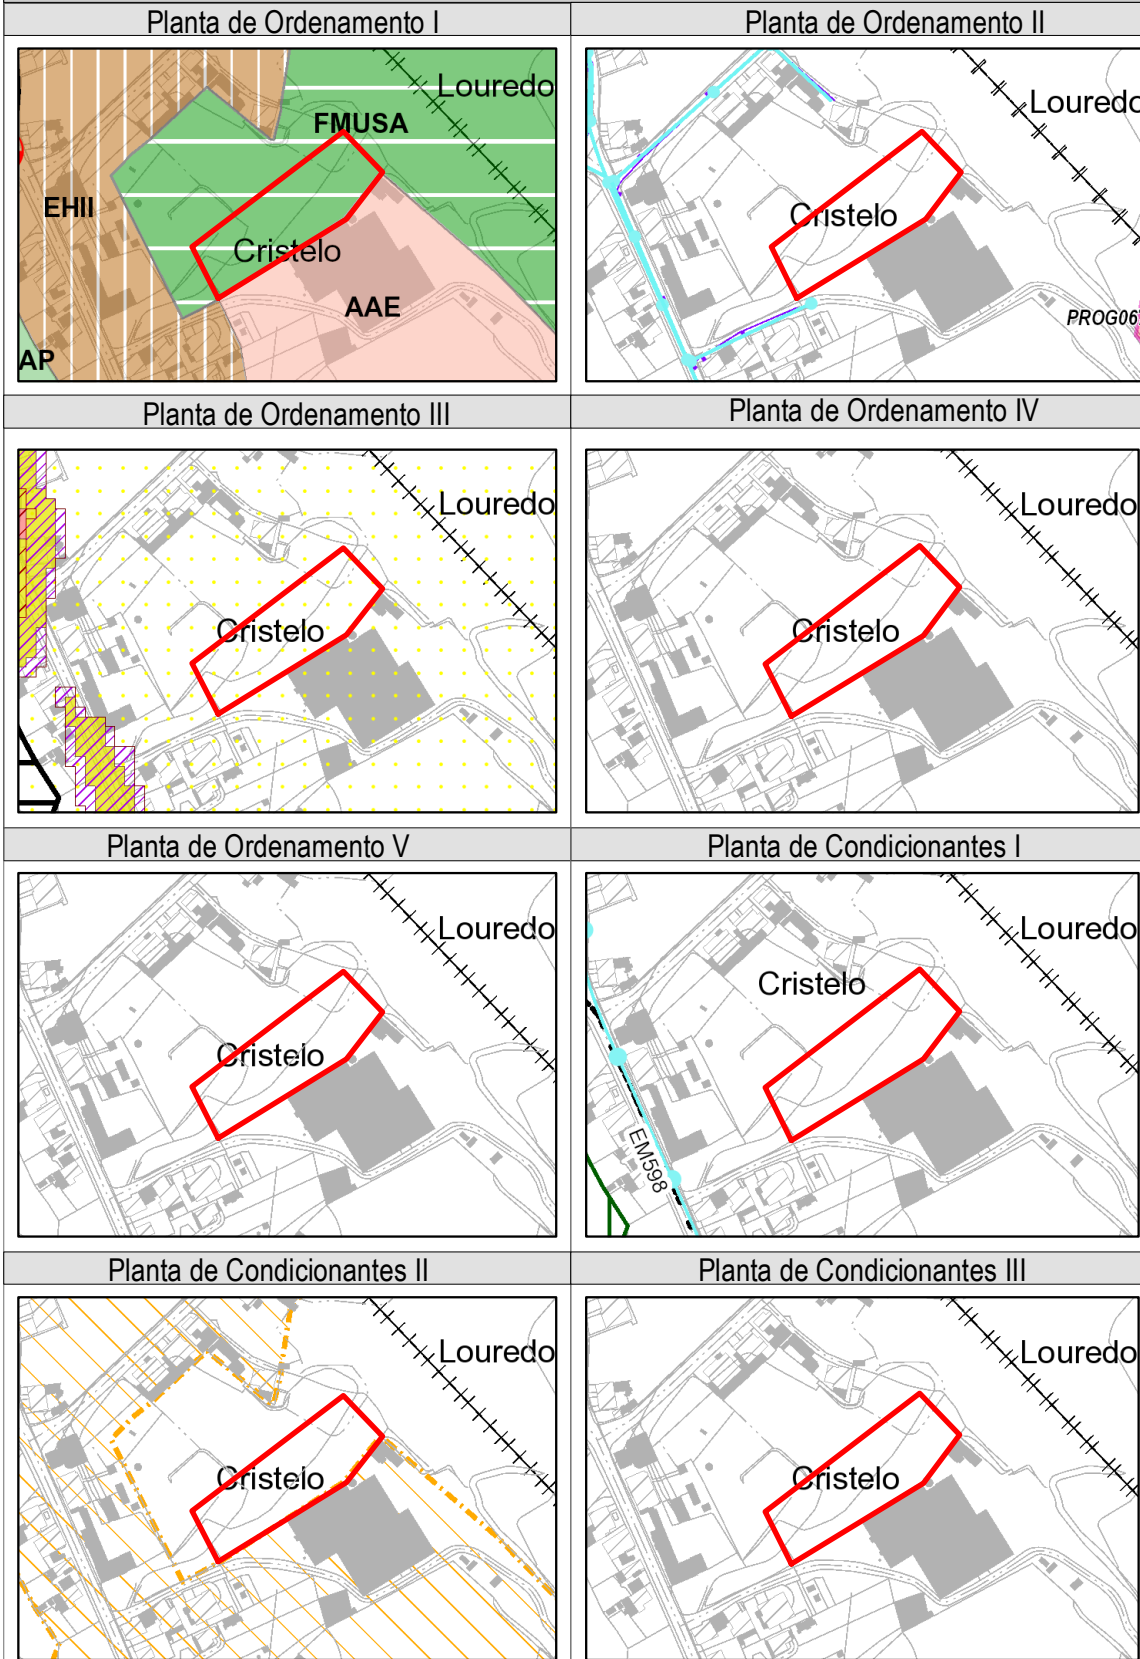 Planta de Ordenamento I
Planta de Ordenamento II
Louredo
FMUSA
EHII
Cristelo
AAE
AP
Louredo
Cristelo
PROG06
Planta de Ordenamento III
Planta de Ordenamento IV
Louredo
Cristelo
Louredo
Cristelo
Planta de Ordenamento V
Planta de Condicionantes I
Louredo
Cristelo
Louredo
Cristelo
EM598
Planta de Condicionantes II
Planta de Condicionantes III
Louredo
Cristelo
Louredo
Cristelo